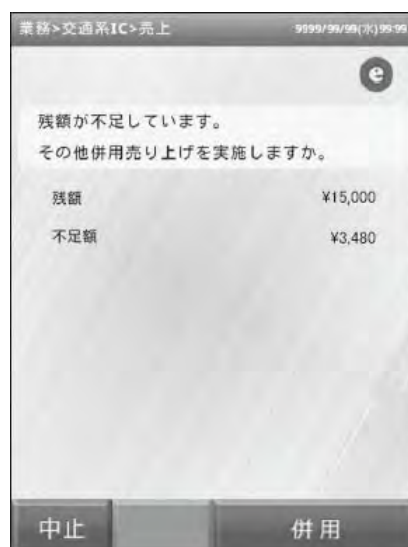 業務>交通系IC>売上 9999/99/99(水)99:99
e
残額が不足しています。
その他併用売り上げを実施しますか。
残額 ¥15,000
不足額 ¥3,480
中止 併用